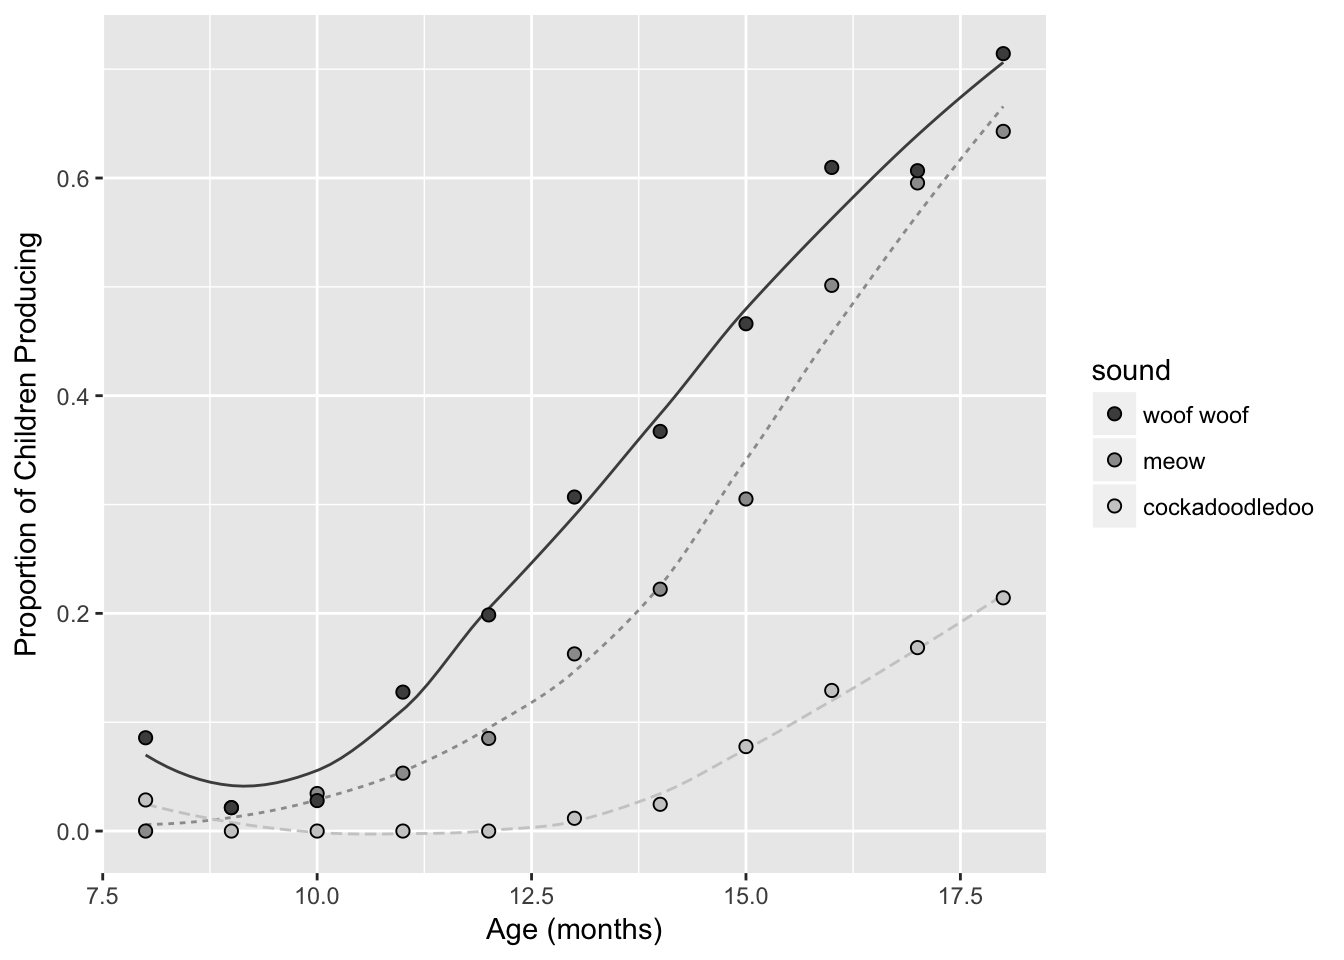 Proportion of Children Producing
0.6
0.4
0.2
0.0
7.5 10.0 12.5 15.0 17.5
Age (months)
sound
woof woof
meow
cockadoodledoo